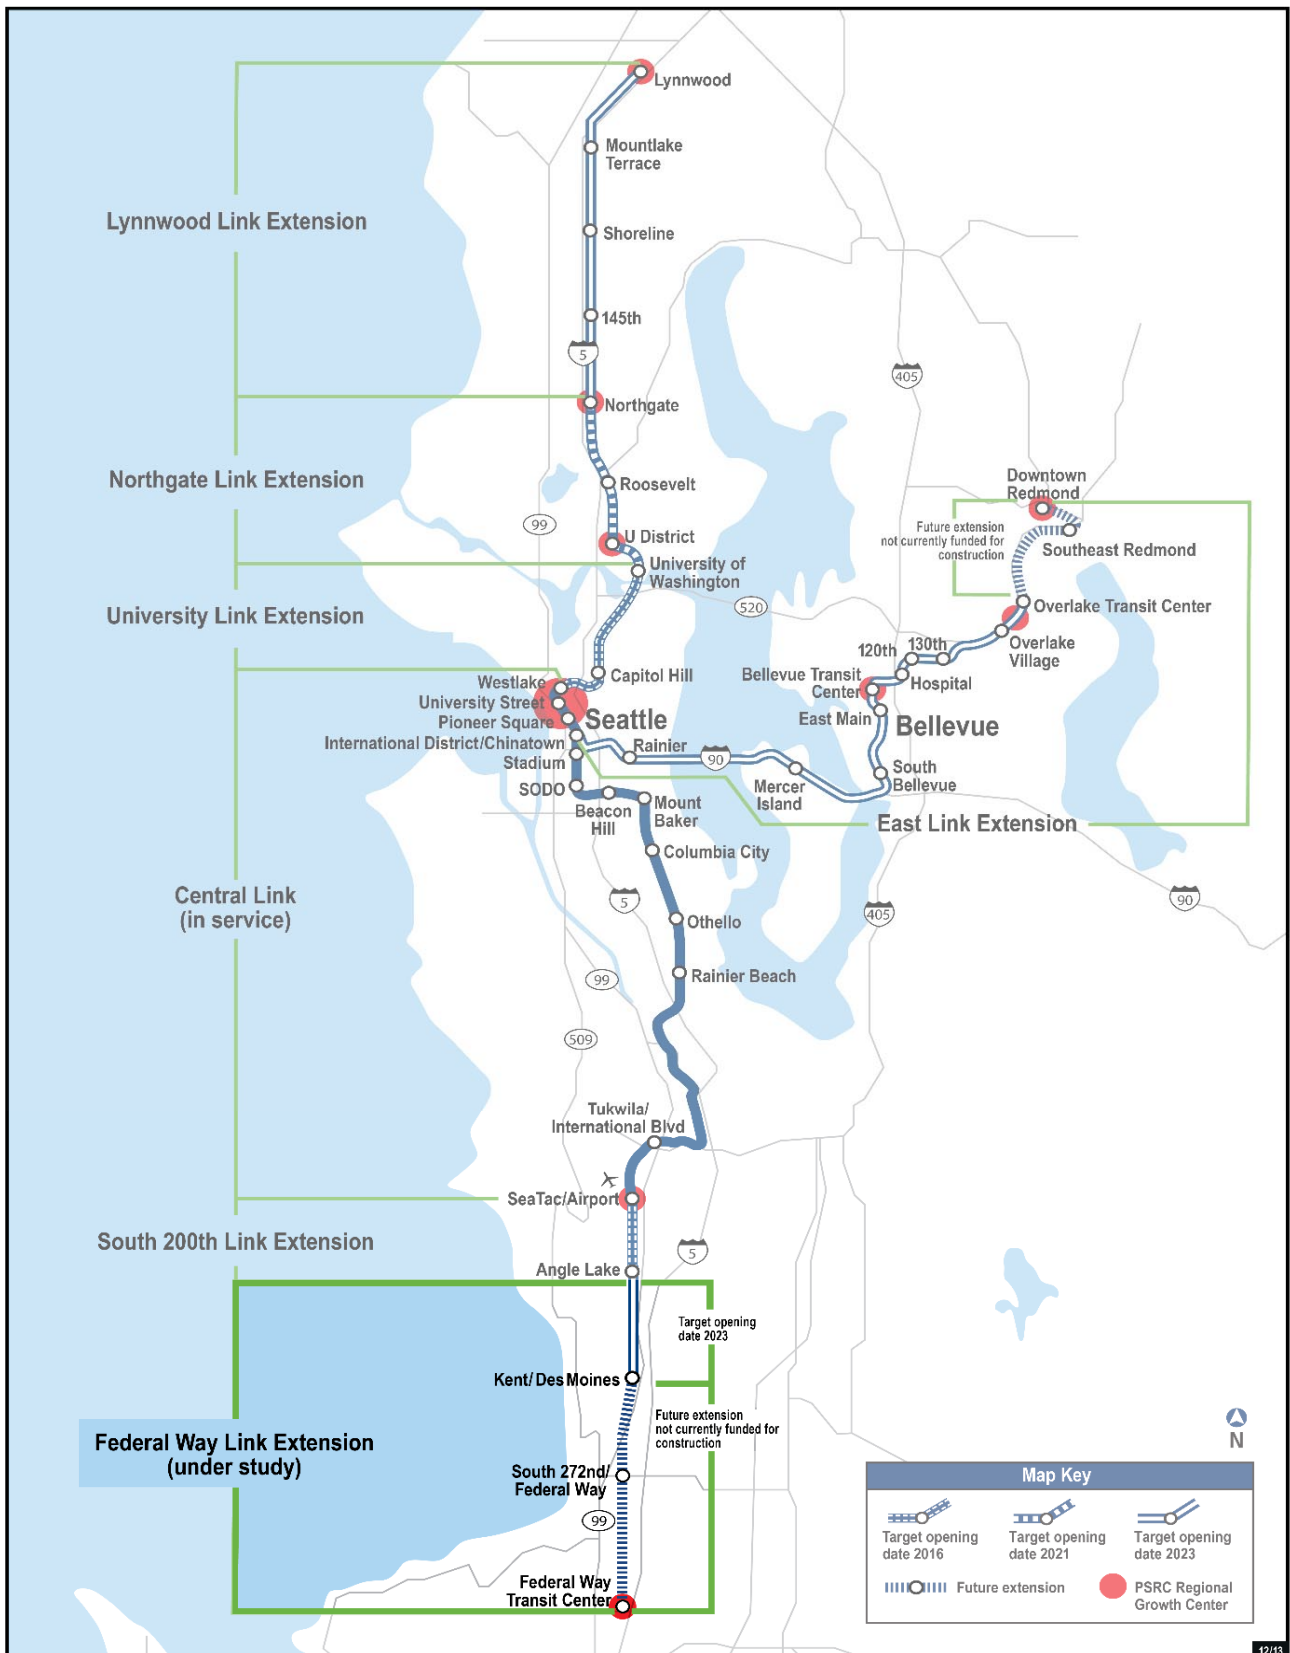 Lynnwood
Mountlake
Terrace
Lynnwood Link Extension
Shoreline
145th
5
405
Northgate
Northgate Link Extension
Roosevelt
Downtown
Redmond
99
U District
Future extension
not currently funded for
construction
Southeast Redmond
University of
Washington
University Link Extension
520
Overlake Transit Center
Overlake
Village
120th
130th
Capitol Hill
Bellevue Transit
Center
Hospital
Westlake
University Street
Pioneer Square
Seattle
East Main
Bellevue
International District/Chinatown
Stadium
Rainier
90
SODO
Mercer
Island
South
Bellevue
Beacon
Hill
Mount
Baker
East Link Extension
Columbia City
Central Link
(in service)
5
405
90
Othello
Rainier Beach
99
509
Tukwila/
International Blvd
SeaTac/Airport
South 200th Link Extension
5
Angle Lake
Target opening
date 2023
Kent/Des Moines
Future extension
not currently funded for
construction
Federal Way Link Extension
(under study)
South 272nd/
Federal Way
99
Federal Way
Transit Center
N
Map Key
Target opening
date 2016
Target opening
date 2021
Target opening
date 2023
Future extension
PSRC Regional
Growth Center
12/13